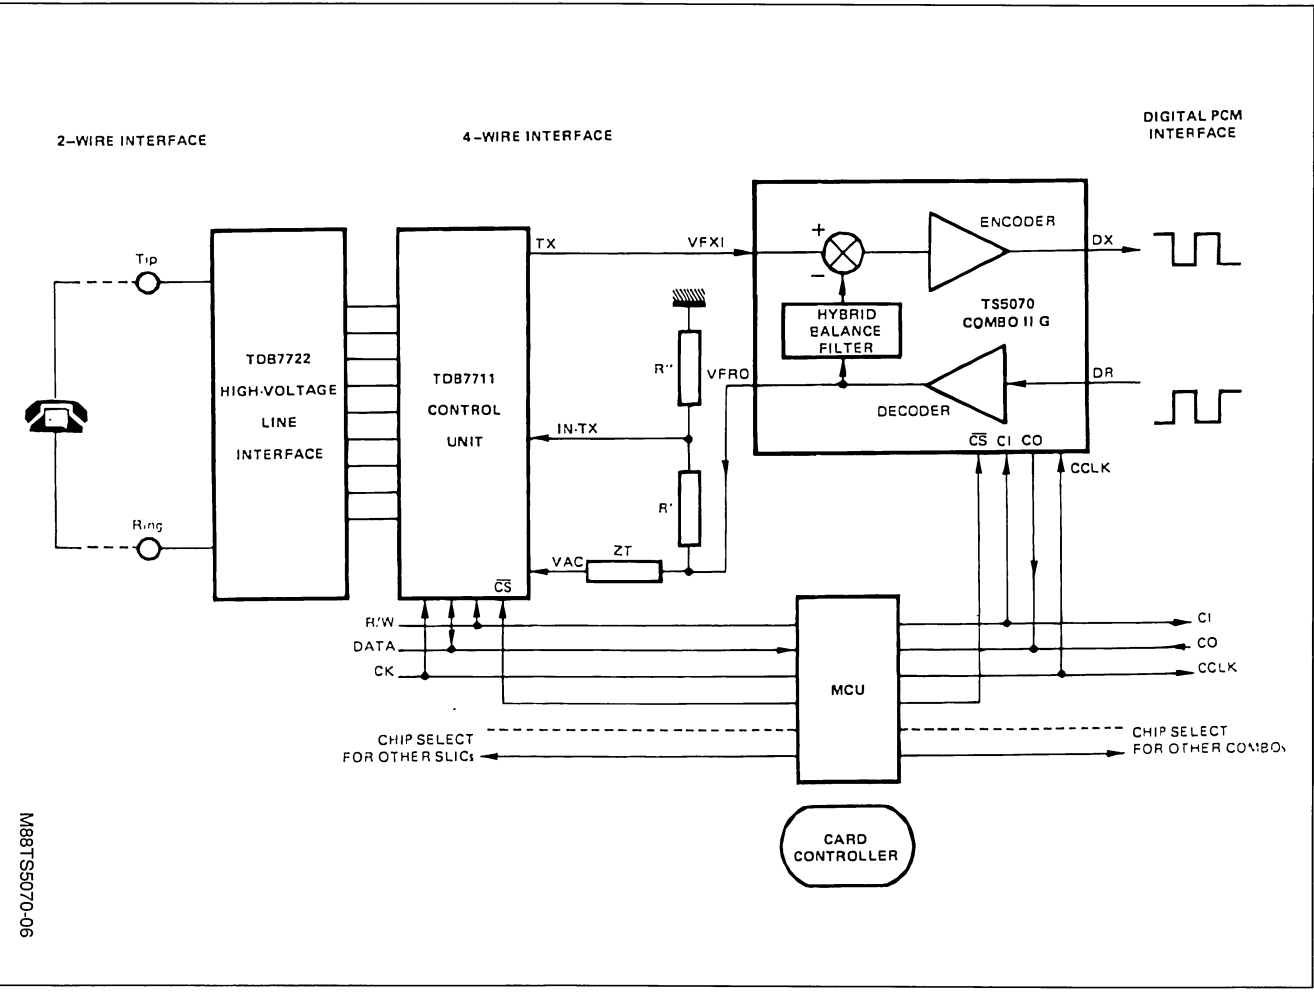 2-WIRE INTERFACE
4-WIRE INTERFACE
DIGITAL PCM
INTERFACE
Tip
Ring
TDB7722
HIGH-VOLTAGE
LINE
INTERFACE
TDB7711
CONTROL
UNIT
CS
TX
VFXI
R''
VFRO
IN-TX
R'
ZT
VAC
+
−
ENCODER
HYBRID
BALANCE
FILTER
TS5070
COMBO II G
DECODER
CS CI CO
CCLK
DX
DR
R/W
DATA
CK
MCU
CI
CO
CCLK
CHIP SELECT
FOR OTHER SLICs
CHIP SELECT
FOR OTHER COMBOs
CARD
CONTROLLER
M88TS5070-06